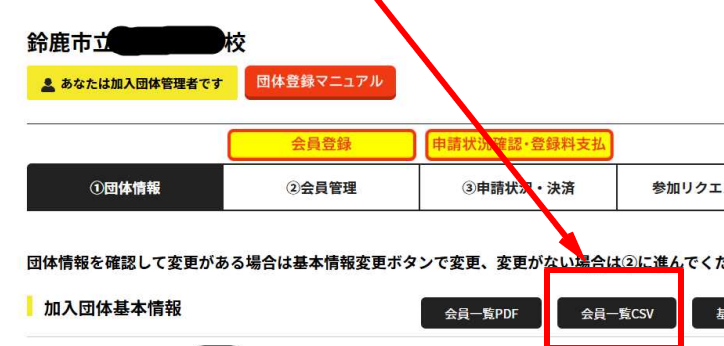 鈴鹿市立 校
あなたは加入団体管理者です 団体登録マニュアル
会員登録 申請状況確認・登録料支払
①団体情報 ②会員管理 ③申請状況・決済 参加リクエ
団体情報を確認して変更がある場合は基本情報変更ボタンで変更、変更がない場合は②に進んでくだ
加入団体基本情報 会員一覧PDF 会員一覧CSV 基